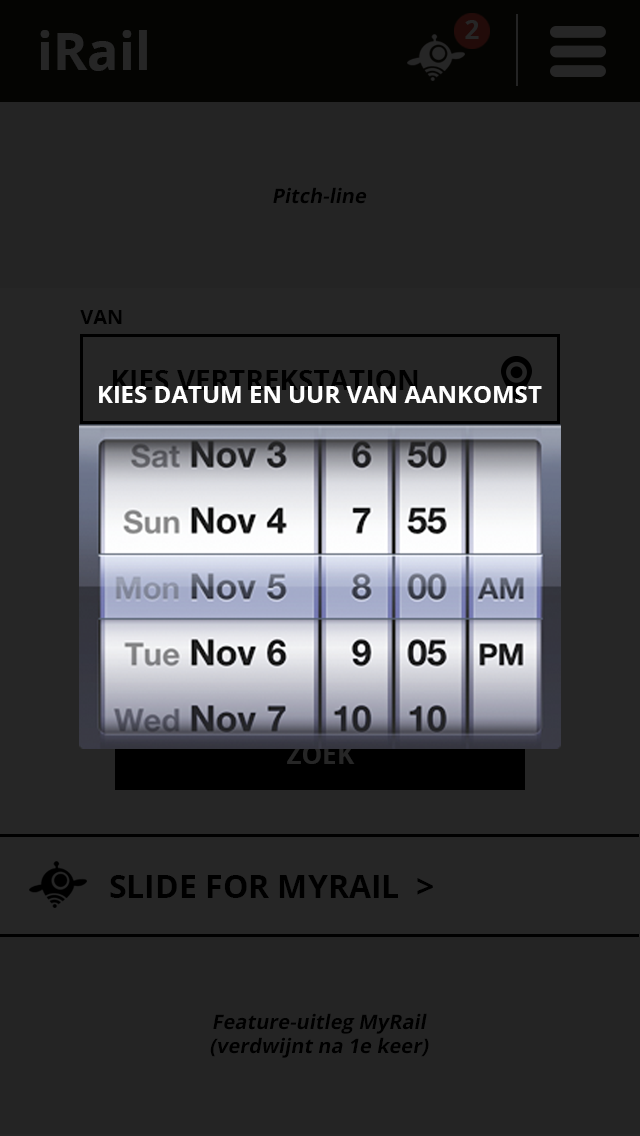 iRail 2
Pitch-line
VAN
KIES VERTREKSTATION
KIES DATUM EN UUR VAN AANKOMST
Sat Nov 3 6 50
Sun Nov 4 7 55
Mon Nov 5 8 00 AM
Tue Nov 6 9 05 PM
Wed Nov 7 10 10
ZOEK
SLIDE FOR MYRAIL >
Feature-uitleg MyRail
(verdwijnt na 1e keer)